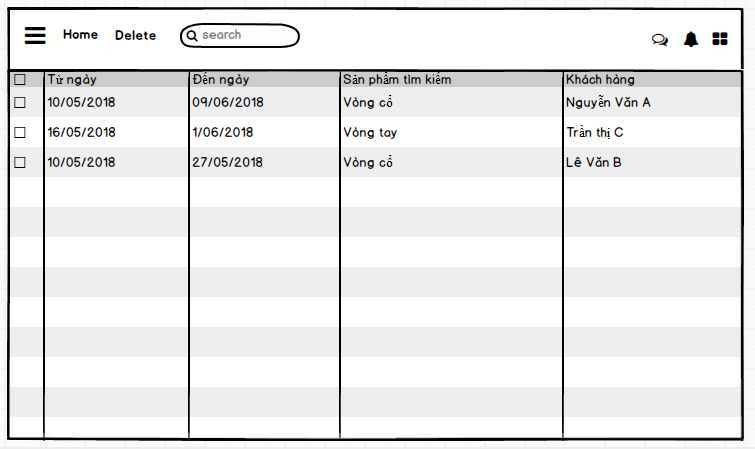 Home Delete search
Từ ngày Đến ngày Sản phẩm tìm kiếm Khách hàng
10/05/2018 09/06/2018 Vòng cổ Nguyễn Văn A
16/05/2018 1/06/2018 Vòng tay Trần thị C
10/05/2018 27/05/2018 Vòng cổ Lê Văn B